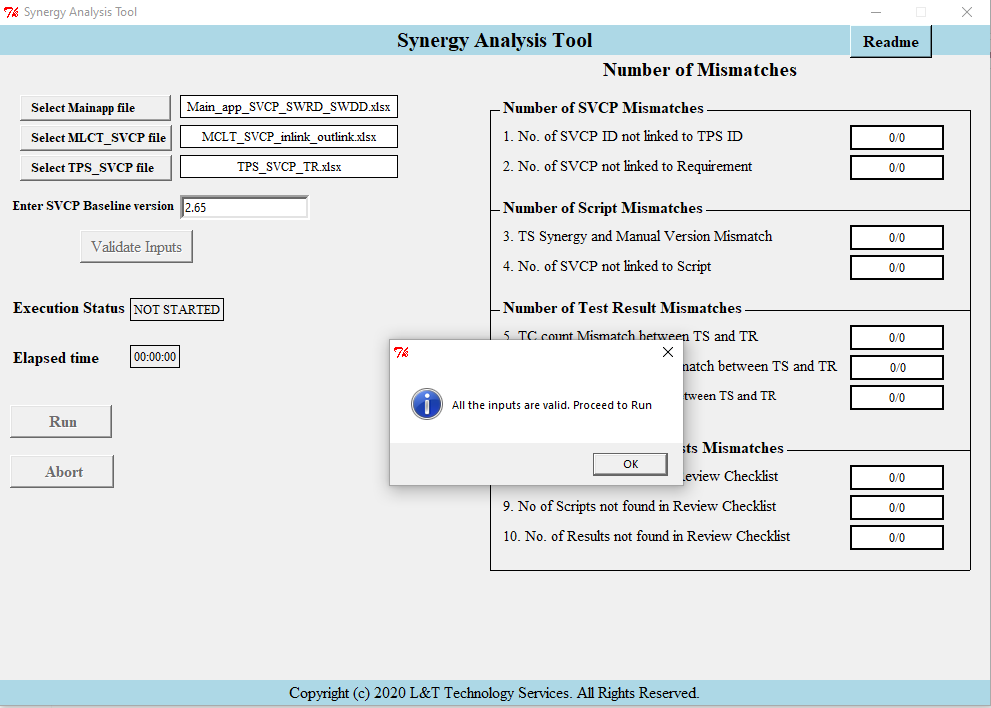 Synergy Analysis Tool
Synergy Analysis Tool
Readme
Number of Mismatches
Select Mainapp file
Main_app_SVCP_SWRD_SWDD.xlsx
Select MLCT_SVCP file
MCLT_SVCP_inlink_outlink.xlsx
Select TPS_SVCP file
TPS_SVCP_TR.xlsx
Enter SVCP Baseline version
2.65
Validate Inputs
Execution Status
NOT STARTED
Elapsed time
00:00:00
Run
Abort
Number of SVCP Mismatches
1. No. of SVCP ID not linked to TPS ID
0/0
2. No. of SVCP not linked to Requirement
0/0
Number of Script Mismatches
3. TS Synergy and Manual Version Mismatch
0/0
4. No. of SVCP not linked to Script
0/0
Number of Test Result Mismatches
5. TC count Mismatch between TS and TR
0/0
between TS and TR
0/0
TS and TR
0/0
Mismatches
Checklist
0/0
9. No of Scripts not found in Review Checklist
0/0
10. No. of Results not found in Review Checklist
0/0
All the inputs are valid. Proceed to Run
OK
Copyright (c) 2020 L&T Technology Services. All Rights Reserved.